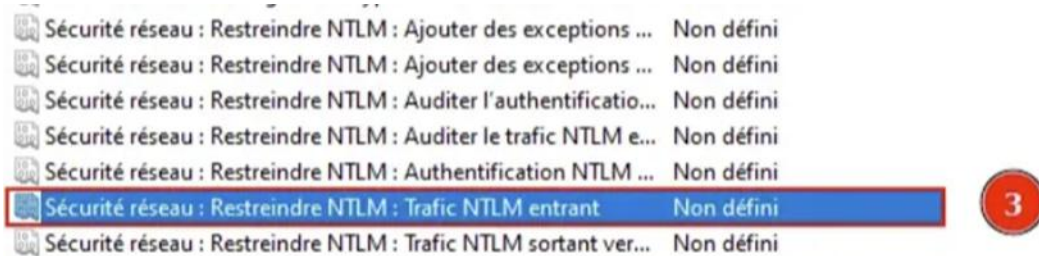 Sécurité réseau : Restreindre NTLM : Ajouter des exceptions ... Non défini
Sécurité réseau : Restreindre NTLM : Ajouter des exceptions ... Non défini
Sécurité réseau : Restreindre NTLM : Auditer l'authentificatio... Non défini
Sécurité réseau : Restreindre NTLM : Auditer le trafic NTLM e... Non défini
Sécurité réseau : Restreindre NTLM : Authentification NTLM ... Non défini
Sécurité réseau : Restreindre NTLM : Trafic NTLM entrant Non défini 3
Sécurité réseau : Restreindre NTLM : Trafic NTLM sortant ver... Non défini